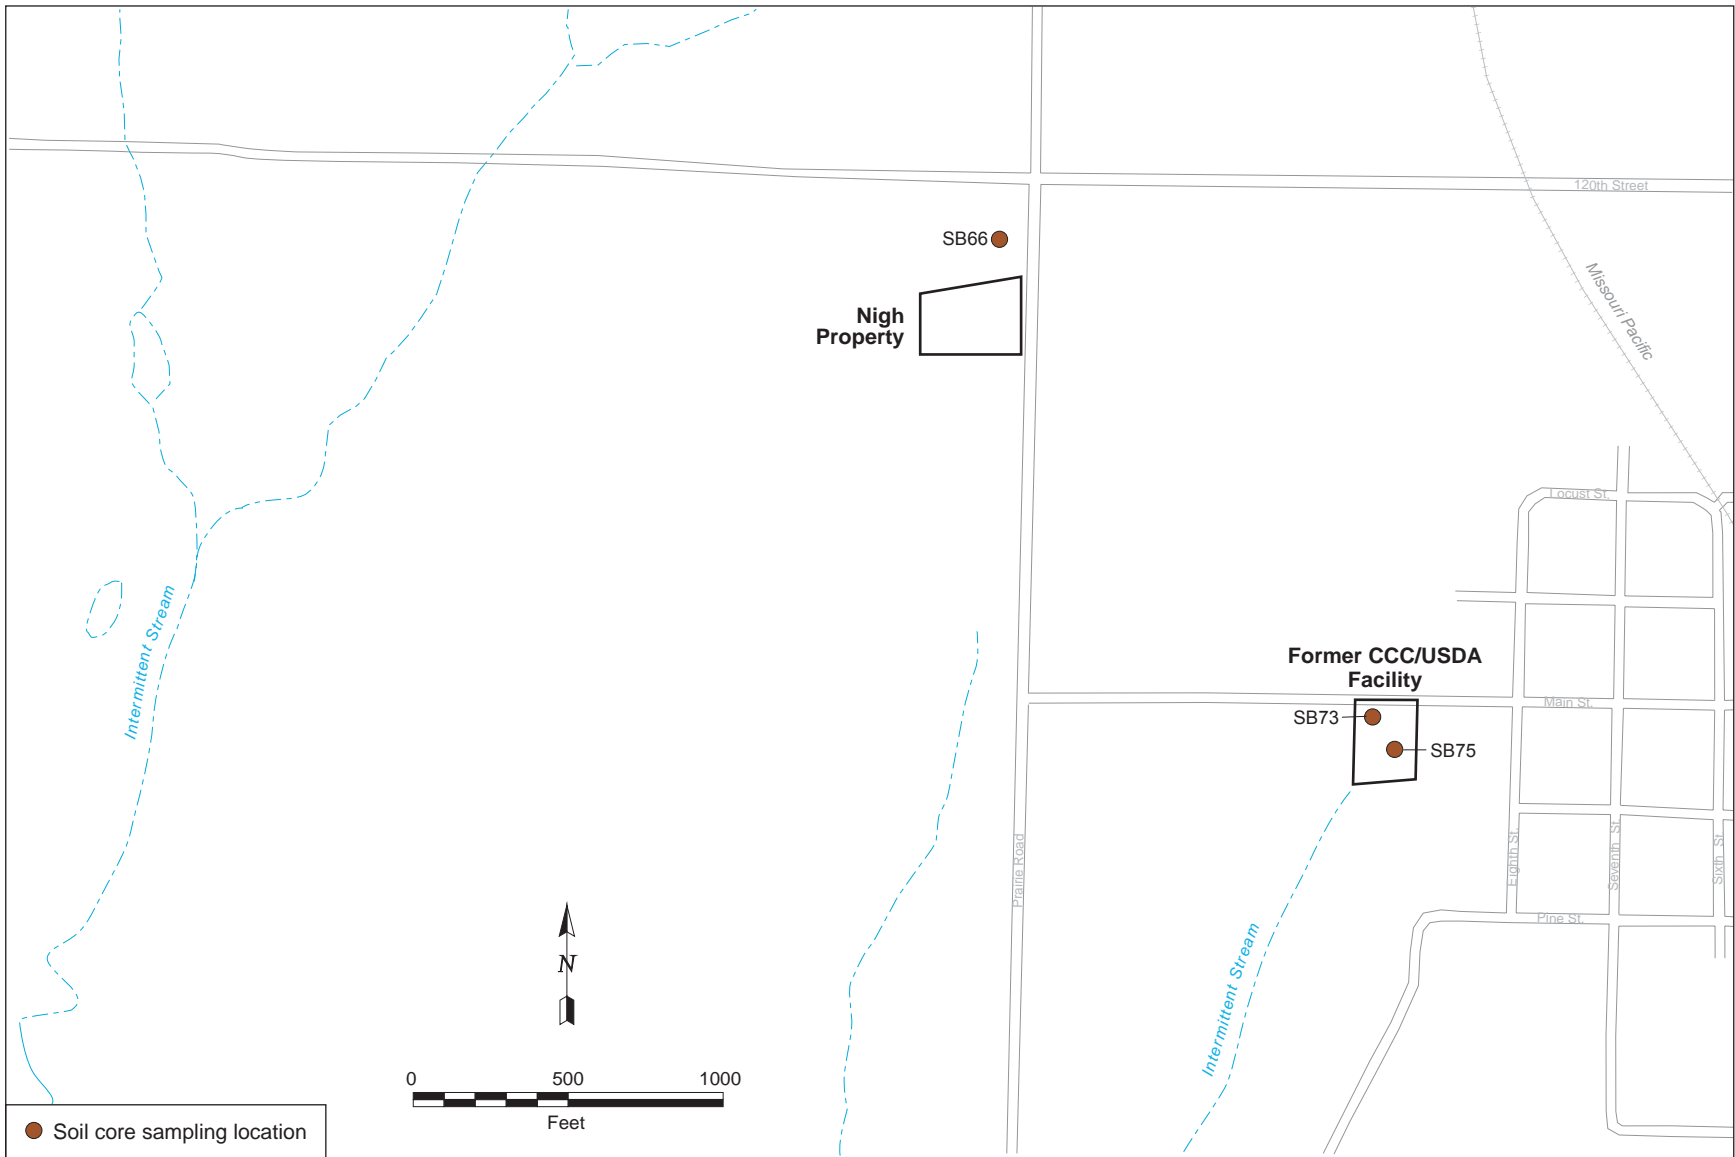 120th Street
SB66
Missouri Pacific
Nigh
Property
Locust St.
Intermittent Stream
Former CCC/USDA
Facility
Main St.
SB73
SB75
Prairie Road
Eighth St.
Seventh St.
Sixth St.
Pine St.
Intermittent Stream
N
0 500 1000
Feet
Soil core sampling location